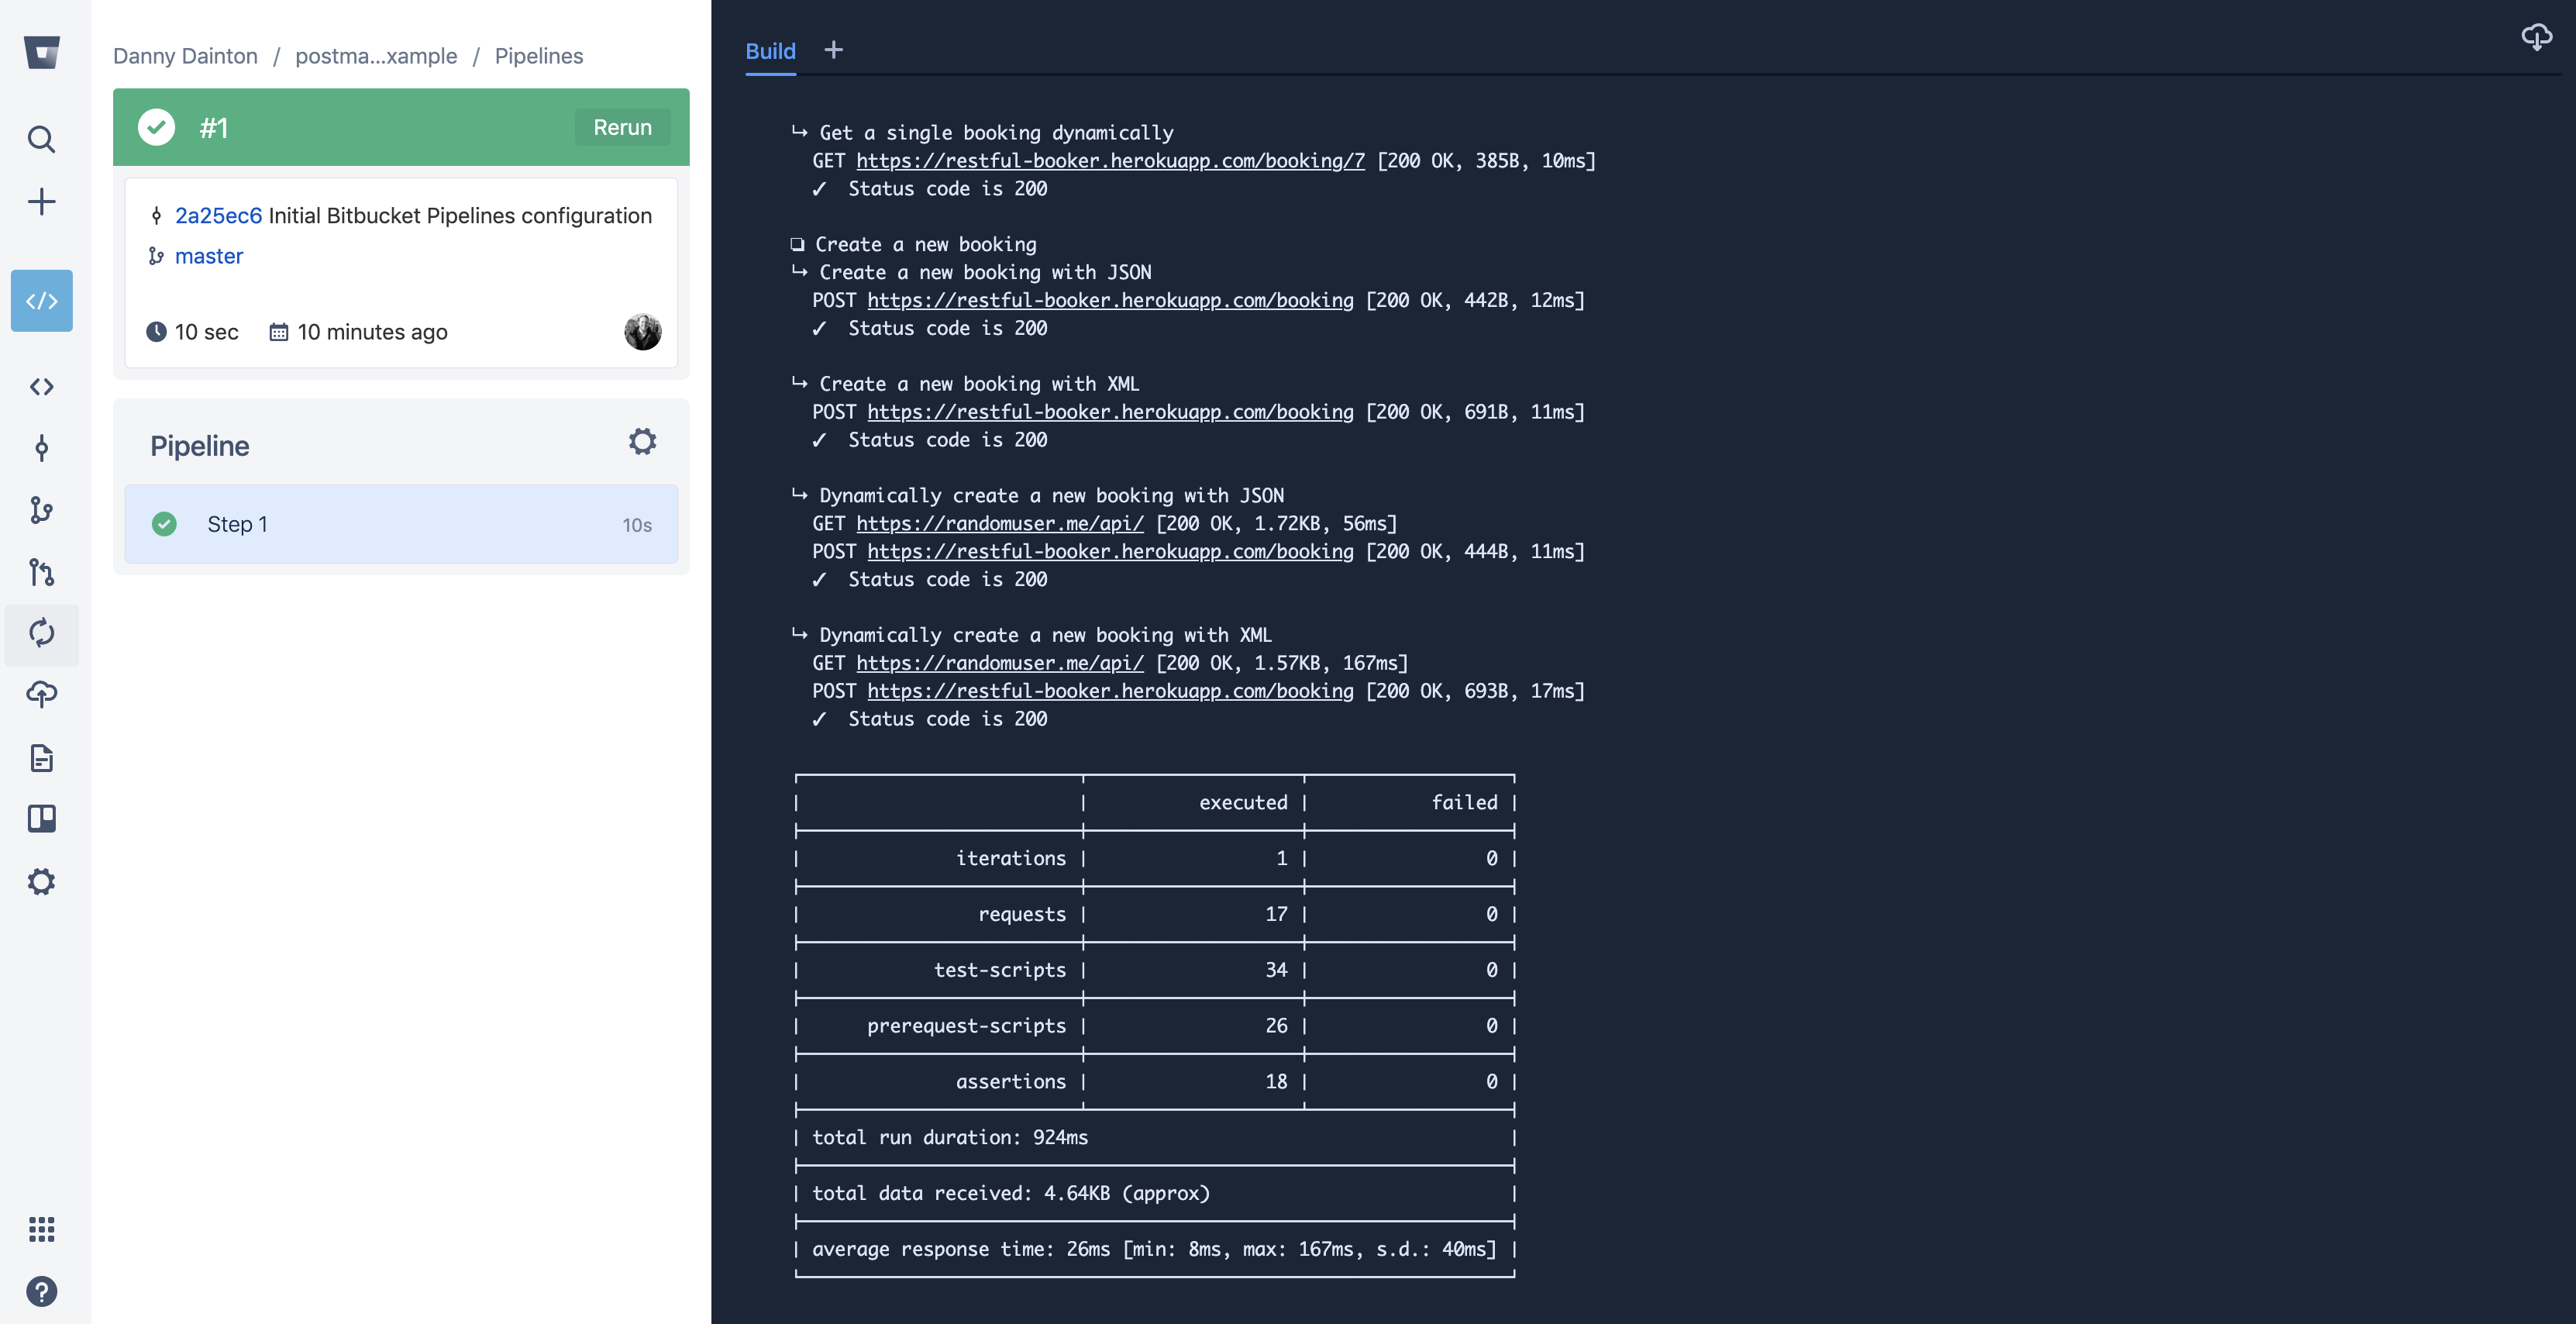 Danny Dainton / postma...xample / Pipelines
#1
Rerun
2a25ec6 Initial Bitbucket Pipelines configuration
master
10 sec 10 minutes ago
Pipeline
Step 1 10s
Build +
↳ Get a single booking dynamically
GET https://restful-booker.herokuapp.com/booking/7 [200 OK, 385B, 10ms]
✓ Status code is 200
❏ Create a new booking
↳ Create a new booking with JSON
POST https://restful-booker.herokuapp.com/booking [200 OK, 442B, 12ms]
✓ Status code is 200
↳ Create a new booking with XML
POST https://restful-booker.herokuapp.com/booking [200 OK, 691B, 11ms]
✓ Status code is 200
↳ Dynamically create a new booking with JSON
GET https://randomuser.me/api/ [200 OK, 1.72KB, 56ms]
POST https://restful-booker.herokuapp.com/booking [200 OK, 444B, 11ms]
✓ Status code is 200
↳ Dynamically create a new booking with XML
GET https://randomuser.me/api/ [200 OK, 1.57KB, 167ms]
POST https://restful-booker.herokuapp.com/booking [200 OK, 693B, 17ms]
✓ Status code is 200
executed failed
iterations 1 0
requests 17 0
test-scripts 34 0
prerequest-scripts 26 0
assertions 18 0
total run duration: 924ms
total data received: 4.64KB (approx)
average response time: 26ms [min: 8ms, max: 167ms, s.d.: 40ms]